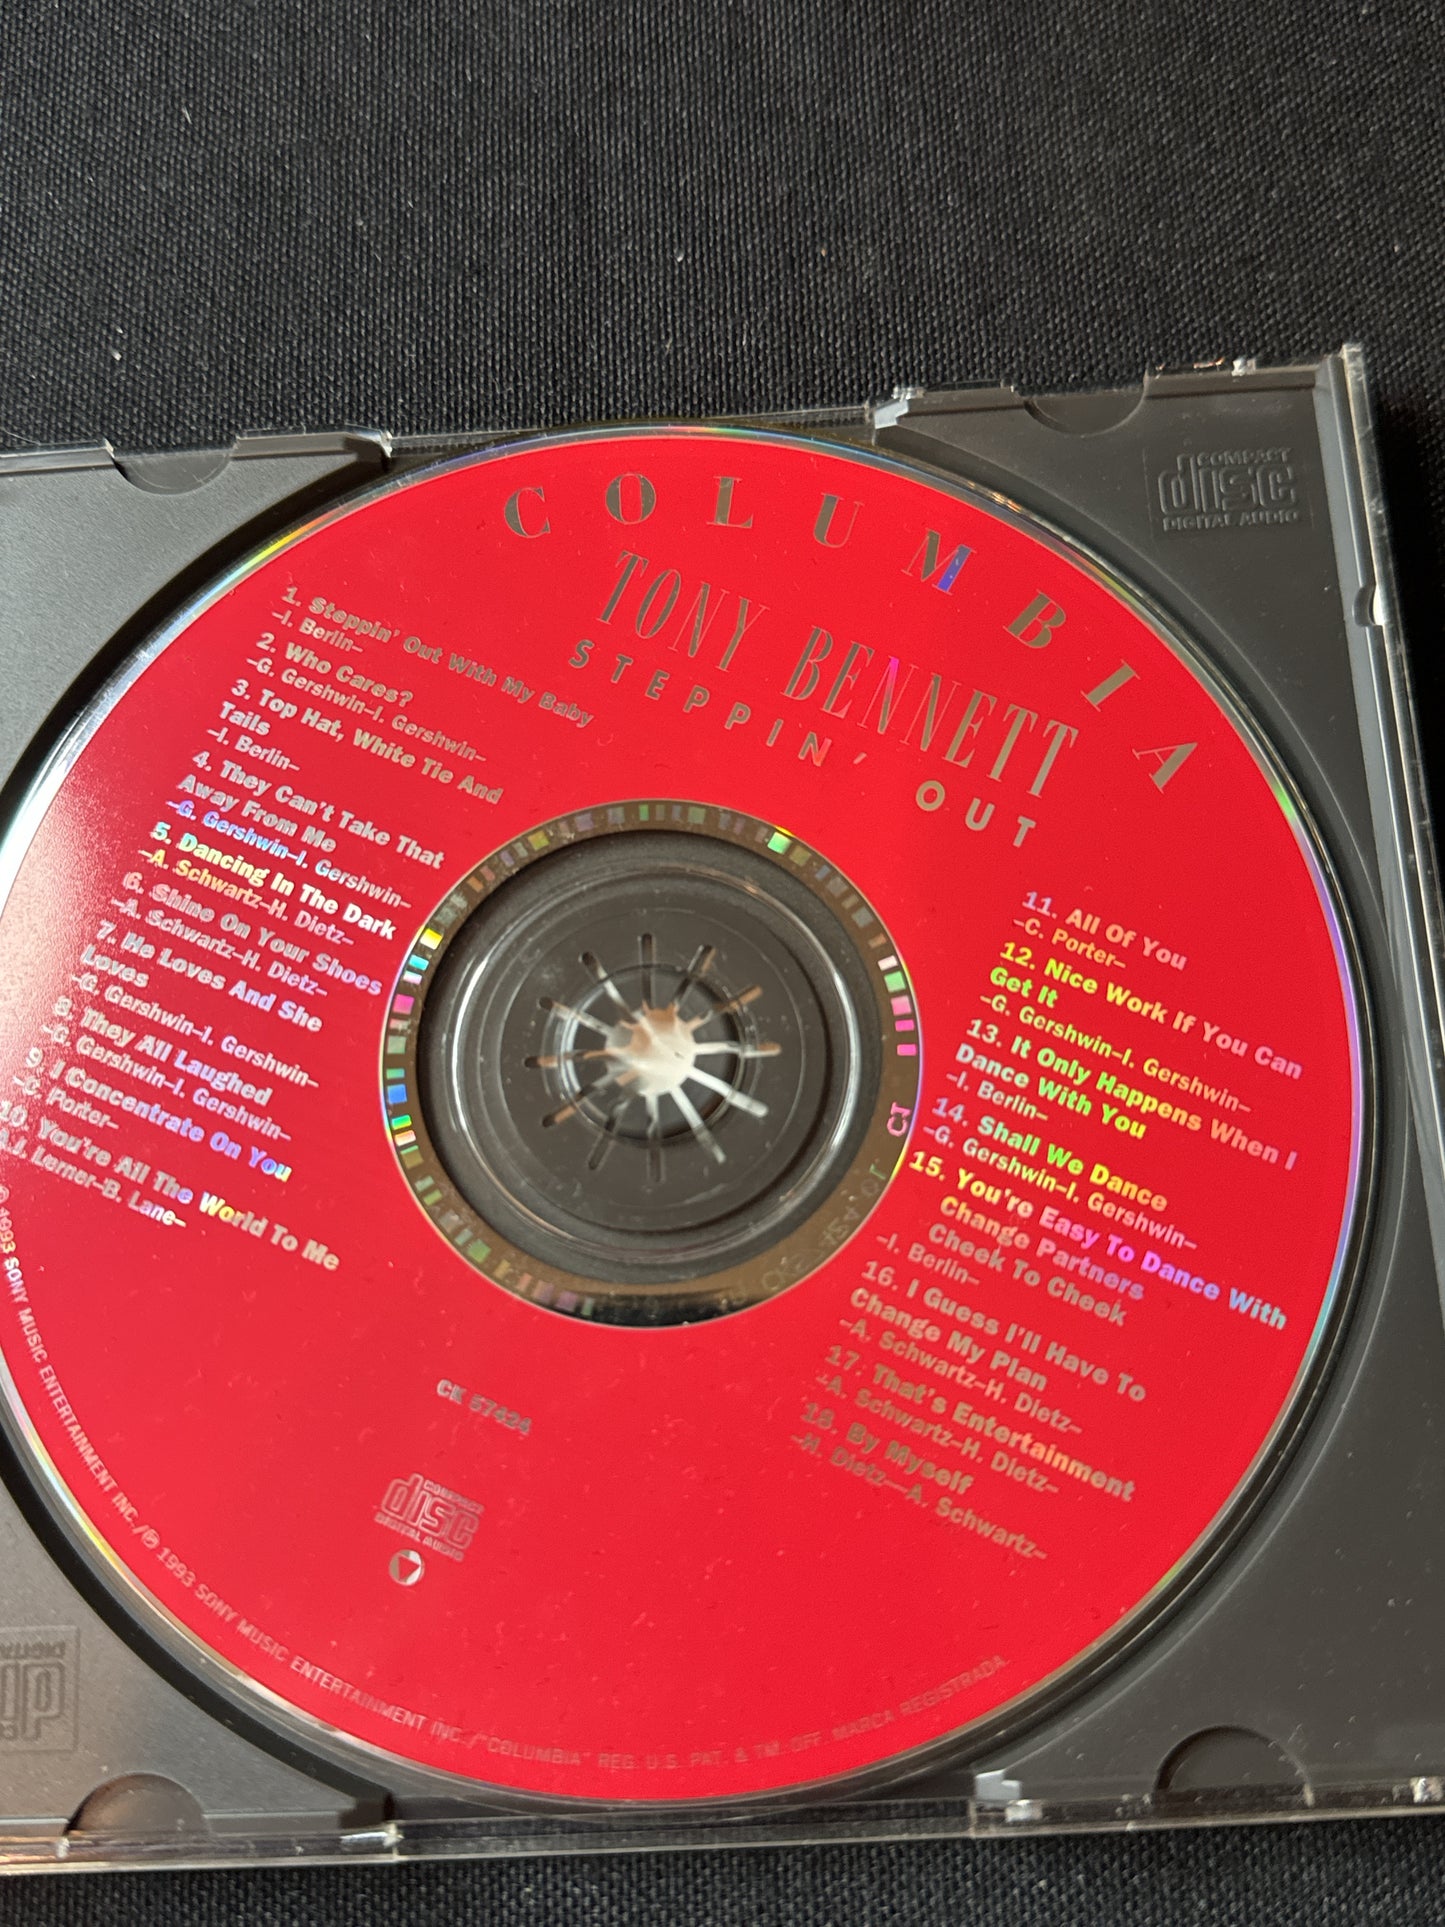 COLUMBIA
TONY BENNETT
STEPPIN' OUT
1. Steppin' Out With My Baby
–I. Berlin–
2. Who Cares?
–G. Gershwin–I. Gershwin–
3. Top Hat, White Tie And
Tails
–I. Berlin–
4. They Can't Take That
Away From Me
–G. Gershwin–I. Gershwin–
5. Dancing In The Dark
–A. Schwartz–H. Dietz–
6. Shine On Your Shoes
–A. Schwartz–H. Dietz–
7. He Loves And She
Loves
–G. Gershwin–I. Gershwin–
8. They All Laughed
–G. Gershwin–I. Gershwin–
9. I Concentrate On You
–C. Porter–
10. You're All The World To Me
Lerner–B. Lane–
11. All Of You
–C. Porter–
12. Nice Work If You Can
Get It
–G. Gershwin–I. Gershwin–
13. It Only Happens When I
Dance With You
–I. Berlin–
14. Shall We Dance
–G. Gershwin–I. Gershwin–
15. You're Easy To Dance With
Change Partners
Cheek To Cheek
–I. Berlin–
16. I Guess I'll Have To
Change My Plan
–A. Schwartz–H. Dietz–
17. That's Entertainment
–A. Schwartz–H. Dietz–
18. By Myself
–H. Dietz—A. Schwartz–
CK 57424
COMPACT
disc
DIGITAL AUDIO
1993 SONY MUSIC ENTERTAINMENT INC./℗ 1993 SONY MUSIC ENTERTAINMENT INC./"COLUMBIA" REG. U.S. PAT. & TM. OFF. MARCA REGISTRADA.
COMPACT
disc
DIGITAL AUDIO